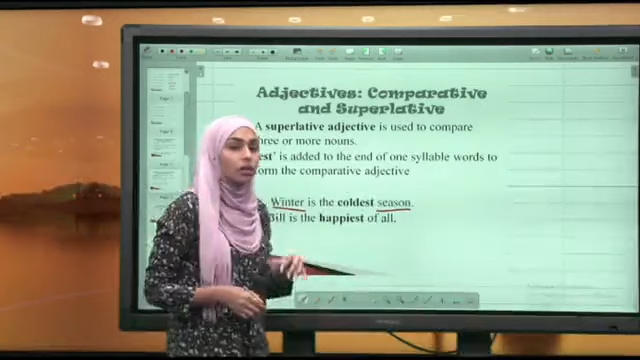 Adjectives: Comparative
and Superlative
A superlative adjective is used to compare
or more nouns.
est' is added to the end of one syllable words to
the comparative adjective
Winter is the coldest season.
Bill is the happiest of all.